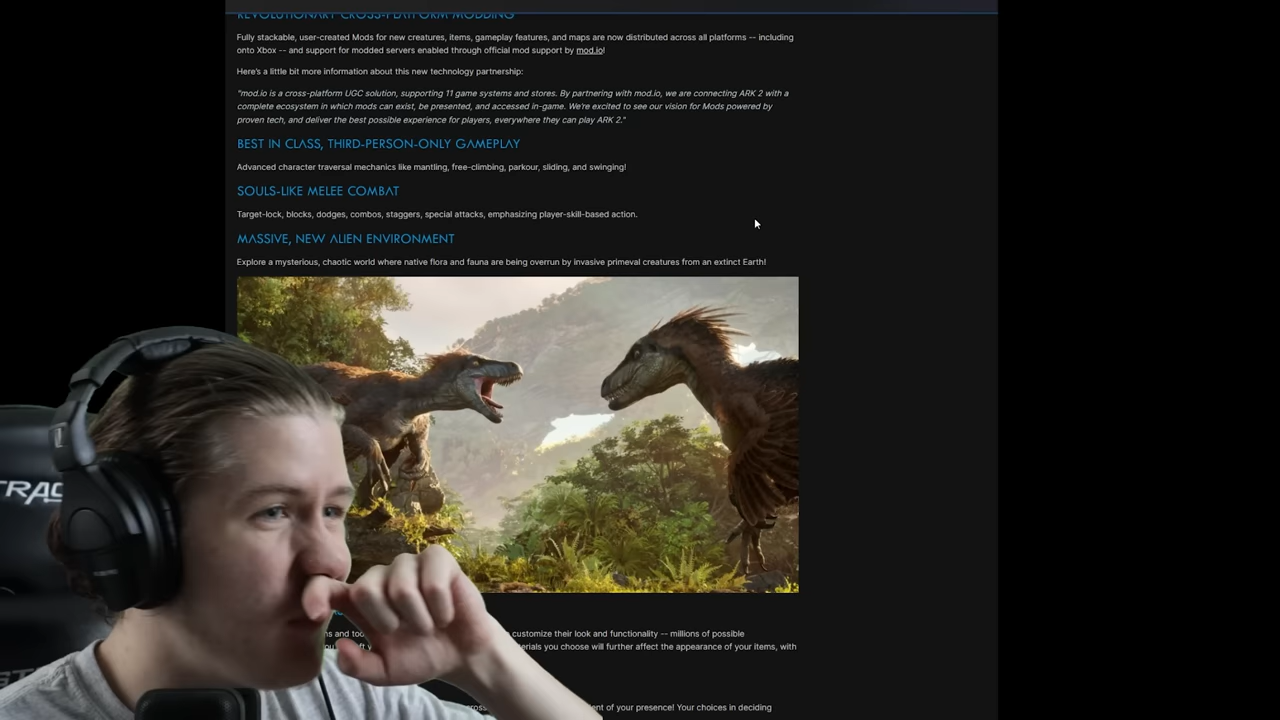 REVOLUTIONARY CROSS-PLATFORM MODDING
Fully stackable, user-created Mods for new creatures, items, gameplay features, and maps are now distributed across all platforms -- including
onto Xbox -- and support for modded servers enabled through official mod support by mod.io!
Here's a little bit more information about this new technology partnership:
"mod.io is a cross-platform UGC solution, supporting 11 game systems and stores. By partnering with mod.io, we are connecting ARK 2 with a
complete ecosystem in which mods can exist, be presented, and accessed in-game. We're excited to see our vision for Mods powered by
proven tech, and deliver the best possible experience for players, everywhere they can play ARK 2."
BEST IN CLASS, THIRD-PERSON-ONLY GAMEPLAY
Advanced character traversal mechanics like mantling, free-climbing, parkour, sliding, and swinging!
SOULS-LIKE MELEE COMBAT
Target-lock, blocks, dodges, combos, staggers, special attacks, emphasizing player-skill-based action.
MASSIVE, NEW ALIEN ENVIRONMENT
Explore a mysterious, chaotic world where native flora and fauna are being overrun by invasive primeval creatures from an extinct Earth!
customize their look and functionality -- millions of possible
you choose will further affect the appearance of your items, with
of your presence! Your choices in deciding